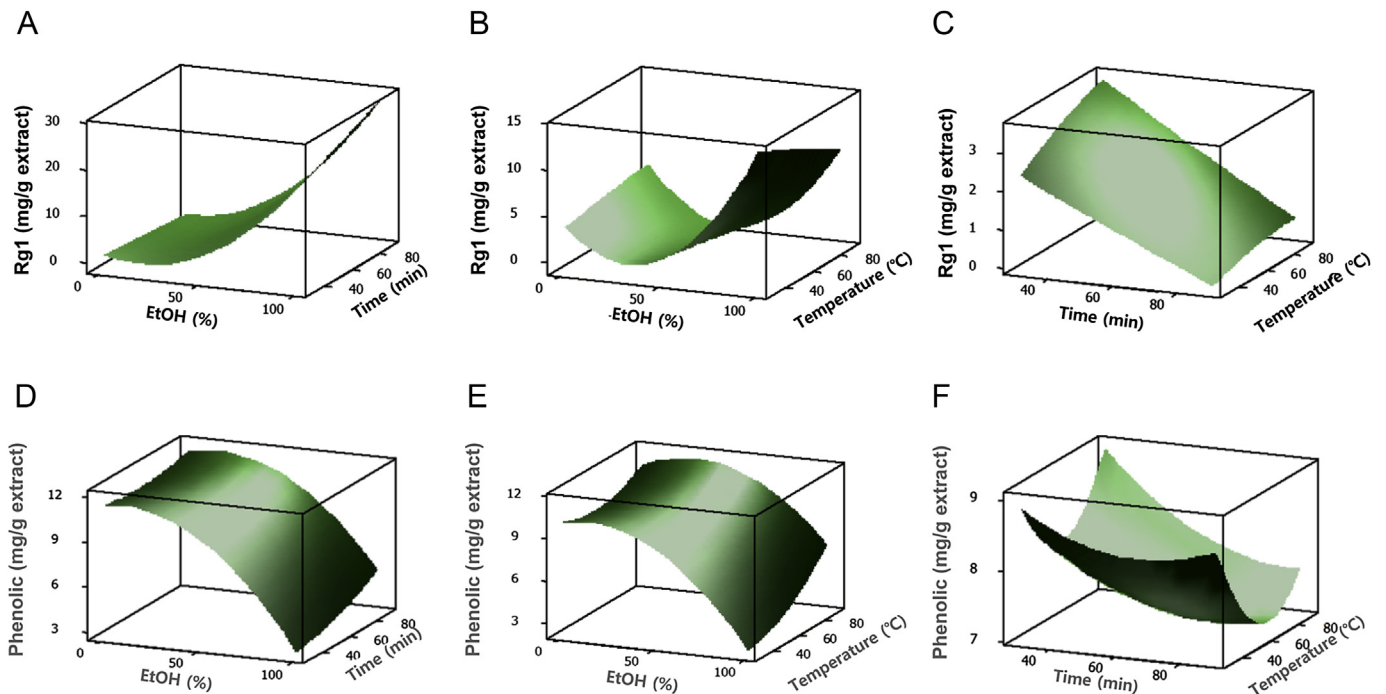 A
Rg1 (mg/g extract)
30
20
10
0
0
50
100
EtOH (%)
40
60
80
Time (min)
B
Rg1 (mg/g extract)
15
10
5
0
0
50
100
-EtOH (%)
40
60
80
Temperature (℃)
C
Rg1 (mg/g extract)
3
2
1
0
40
60
80
Time (min)
40
60
80
Temperature (℃)
D
Phenolic (mg/g extract)
12
9
6
3
0
50
100
EtOH (%)
40
60
80
Time (min)
E
Phenolic (mg/g extract)
12
9
6
3
0
50
100
EtOH (%)
40
60
80
Temperature (℃)
F
Phenolic (mg/g extract)
9
8
7
40
60
80
Time (min)
40
60
80
Temperature (℃)